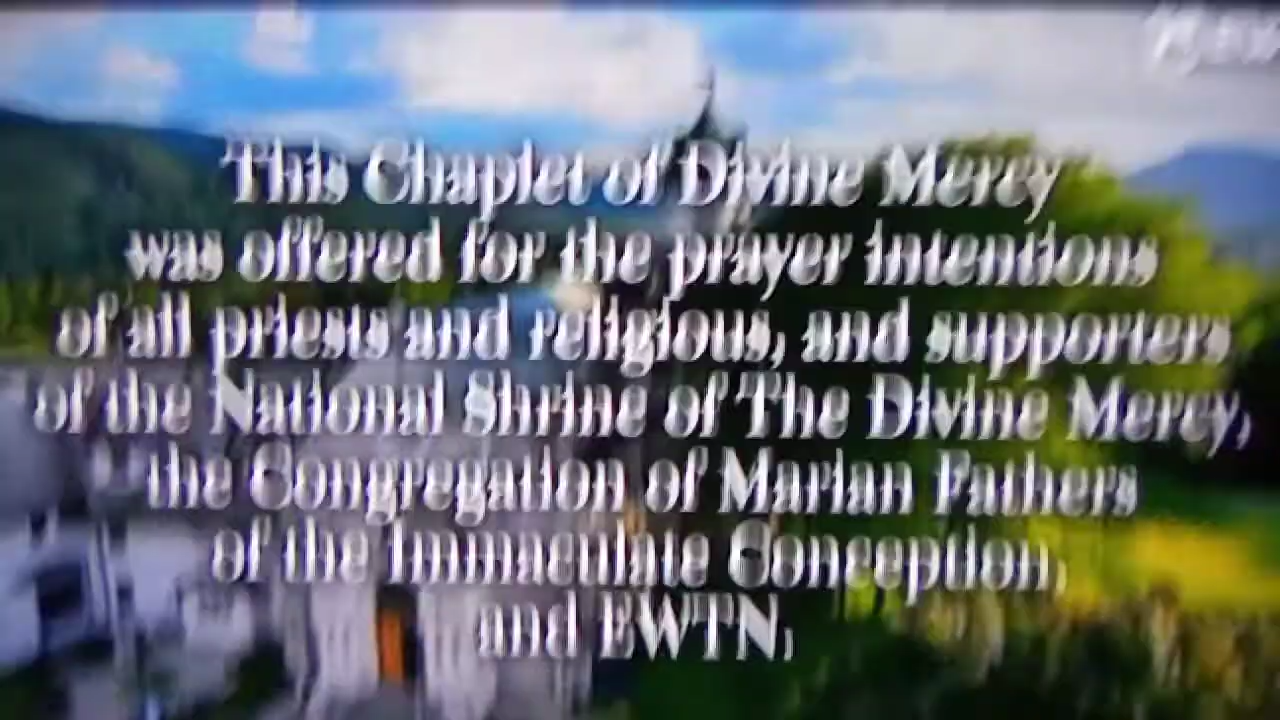 This Chaplet of Divine Mercy
was offered for the prayer intentions
of all priests and religious, and supporters
of the National Shrine of The Divine Mercy,
the Congregation of Marian Fathers
of the Immaculate Conception,
and EWTN.